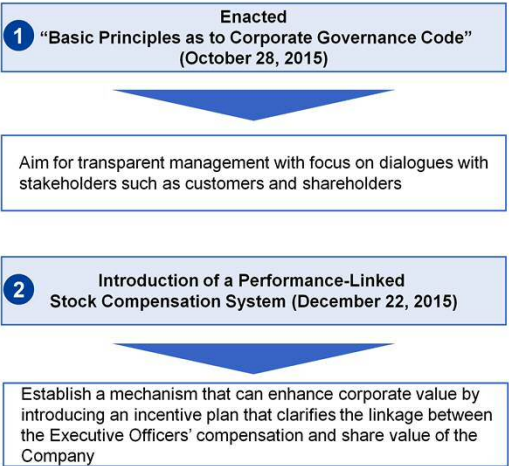 1
Enacted
“Basic Principles as to Corporate Governance Code”
(October 28, 2015)
Aim for transparent management with focus on dialogues with
stakeholders such as customers and shareholders
2
Introduction of a Performance-Linked
Stock Compensation System (December 22, 2015)
Establish a mechanism that can enhance corporate value by
introducing an incentive plan that clarifies the linkage between
the Executive Officers’ compensation and share value of the
Company